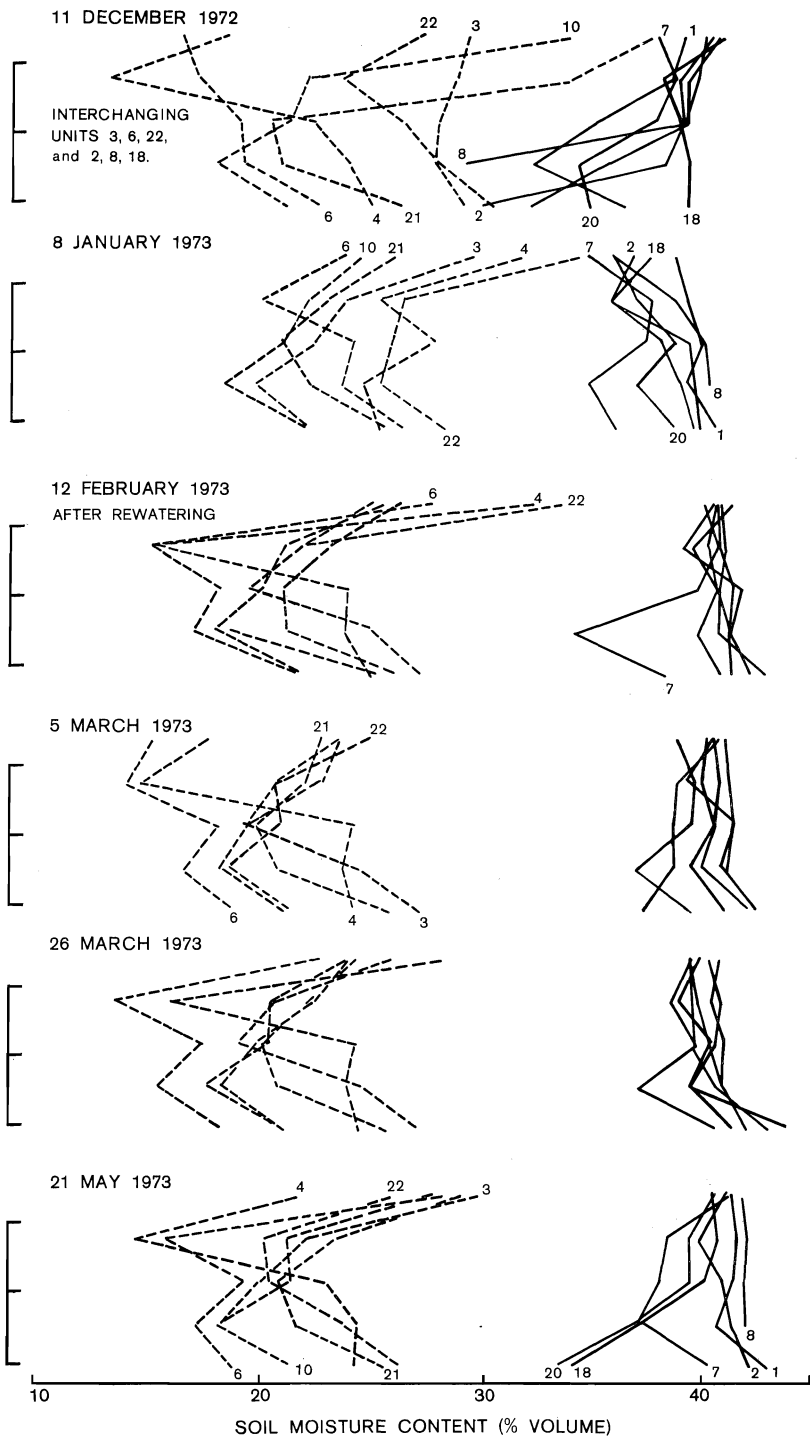 11 DECEMBER 1972
22 3 10 7 1
INTERCHANGING
UNITS 3, 6, 22,
and 2, 8, 18.
8
6 4 21 2 20 18
8 JANUARY 1973
6 10 21 3 4 7 2 18
8
22 20 1
12 FEBRUARY 1973
AFTER REWATERING
6
4
22
7
5 MARCH 1973
21 22
6 4 3
26 MARCH 1973
21 MAY 1973
4 22 3
8
6 10 21 20 18 7 2 1
10 20 30 40
SOIL MOISTURE CONTENT (% VOLUME)